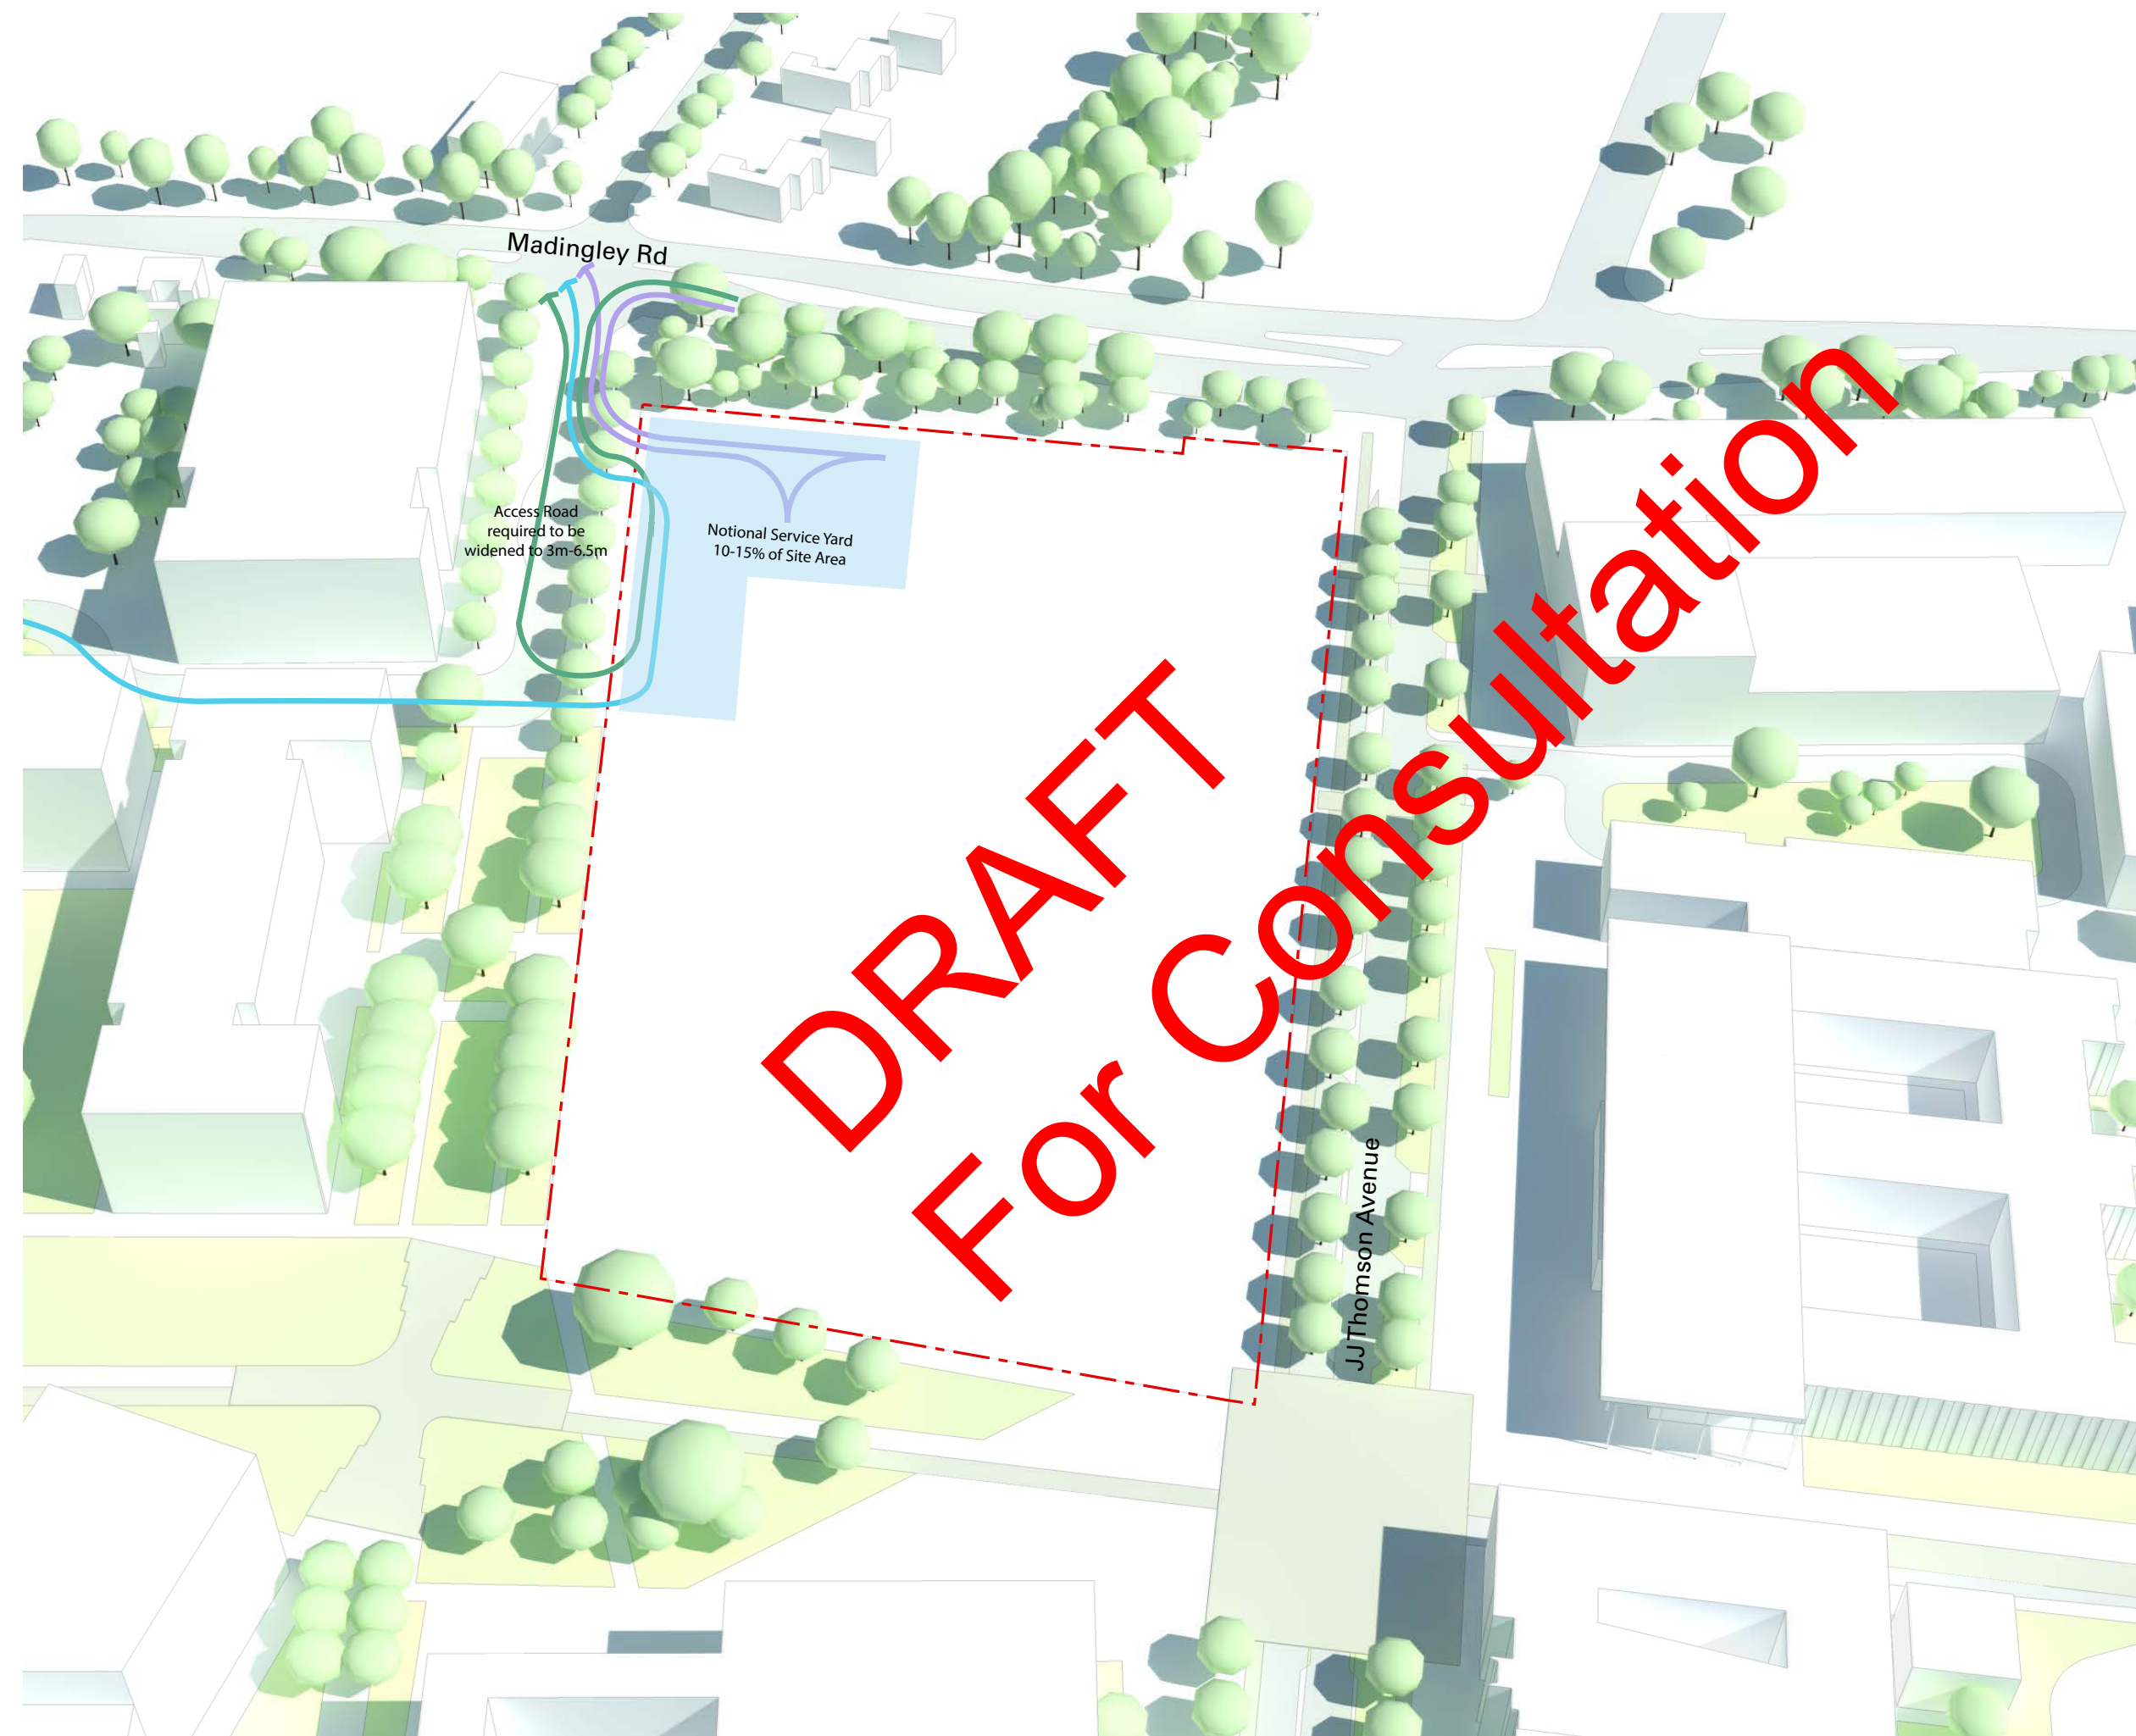 Madingley Rd
Access Road
required to be
widened to 3m-6.5m
Notional Service Yard
10-15% of Site Area
DRAFT
For Consultation
JJ Thomson Avenue